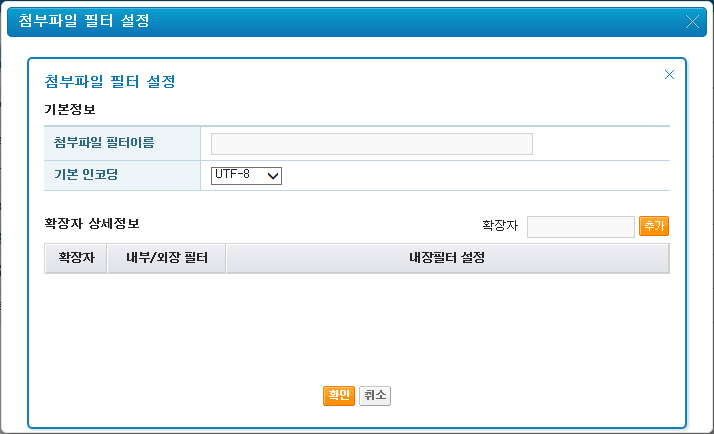 첨부파일 필터 설정
첨부파일 필터 설정
기본정보
첨부파일 필터이름
기본 인코딩 UTF-8
확장자 상세정보 확장자 추가
확장자 내부/외장 필터 내장필터 설정
확인 취소